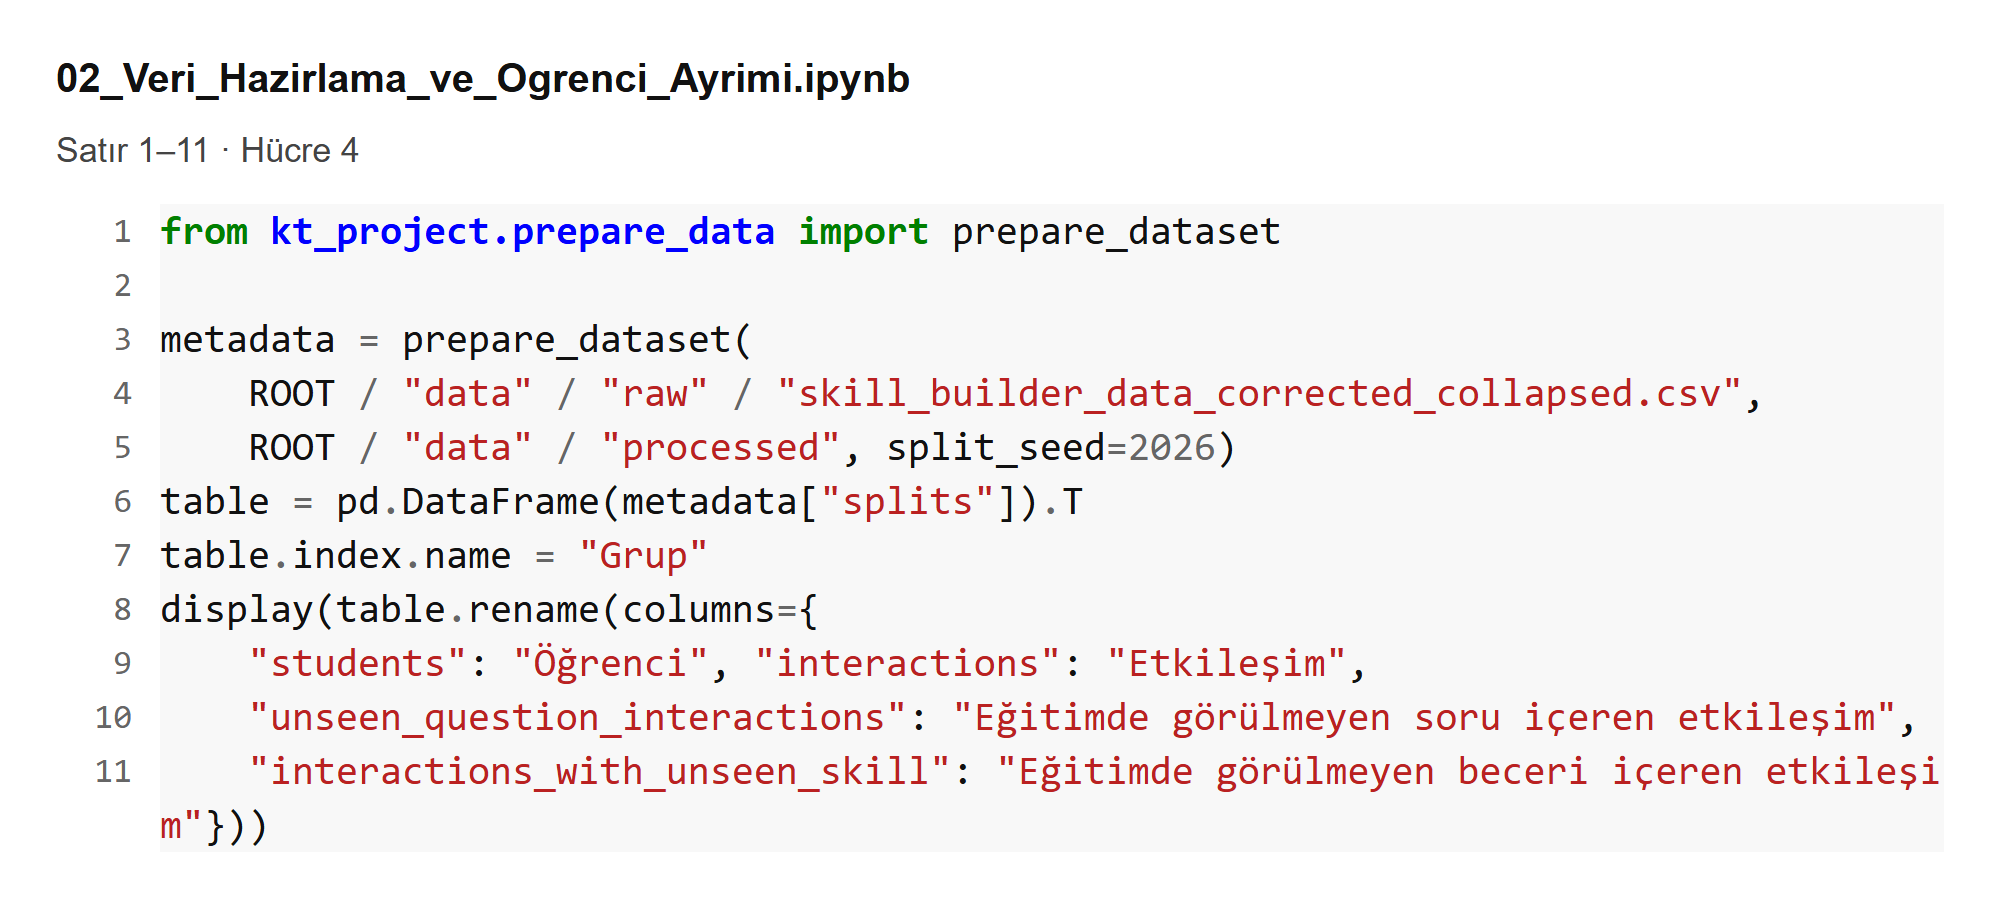 02_Veri_Hazirlama_ve_Ogrenci_Ayrimi.ipynb
Satır 1–11 · Hücre 4
1 from kt_project.prepare_data import prepare_dataset
2
3 metadata = prepare_dataset(
4     ROOT / "data" / "raw" / "skill_builder_data_corrected_collapsed.csv",
5     ROOT / "data" / "processed", split_seed=2026)
6 table = pd.DataFrame(metadata["splits"]).T
7 table.index.name = "Grup"
8 display(table.rename(columns={
9     "students": "Öğrenci", "interactions": "Etkileşim",
10     "unseen_question_interactions": "Eğitimde görülmeyen soru içeren etkileşim",
11     "interactions_with_unseen_skill": "Eğitimde görülmeyen beceri içeren etkileşi
m"}))